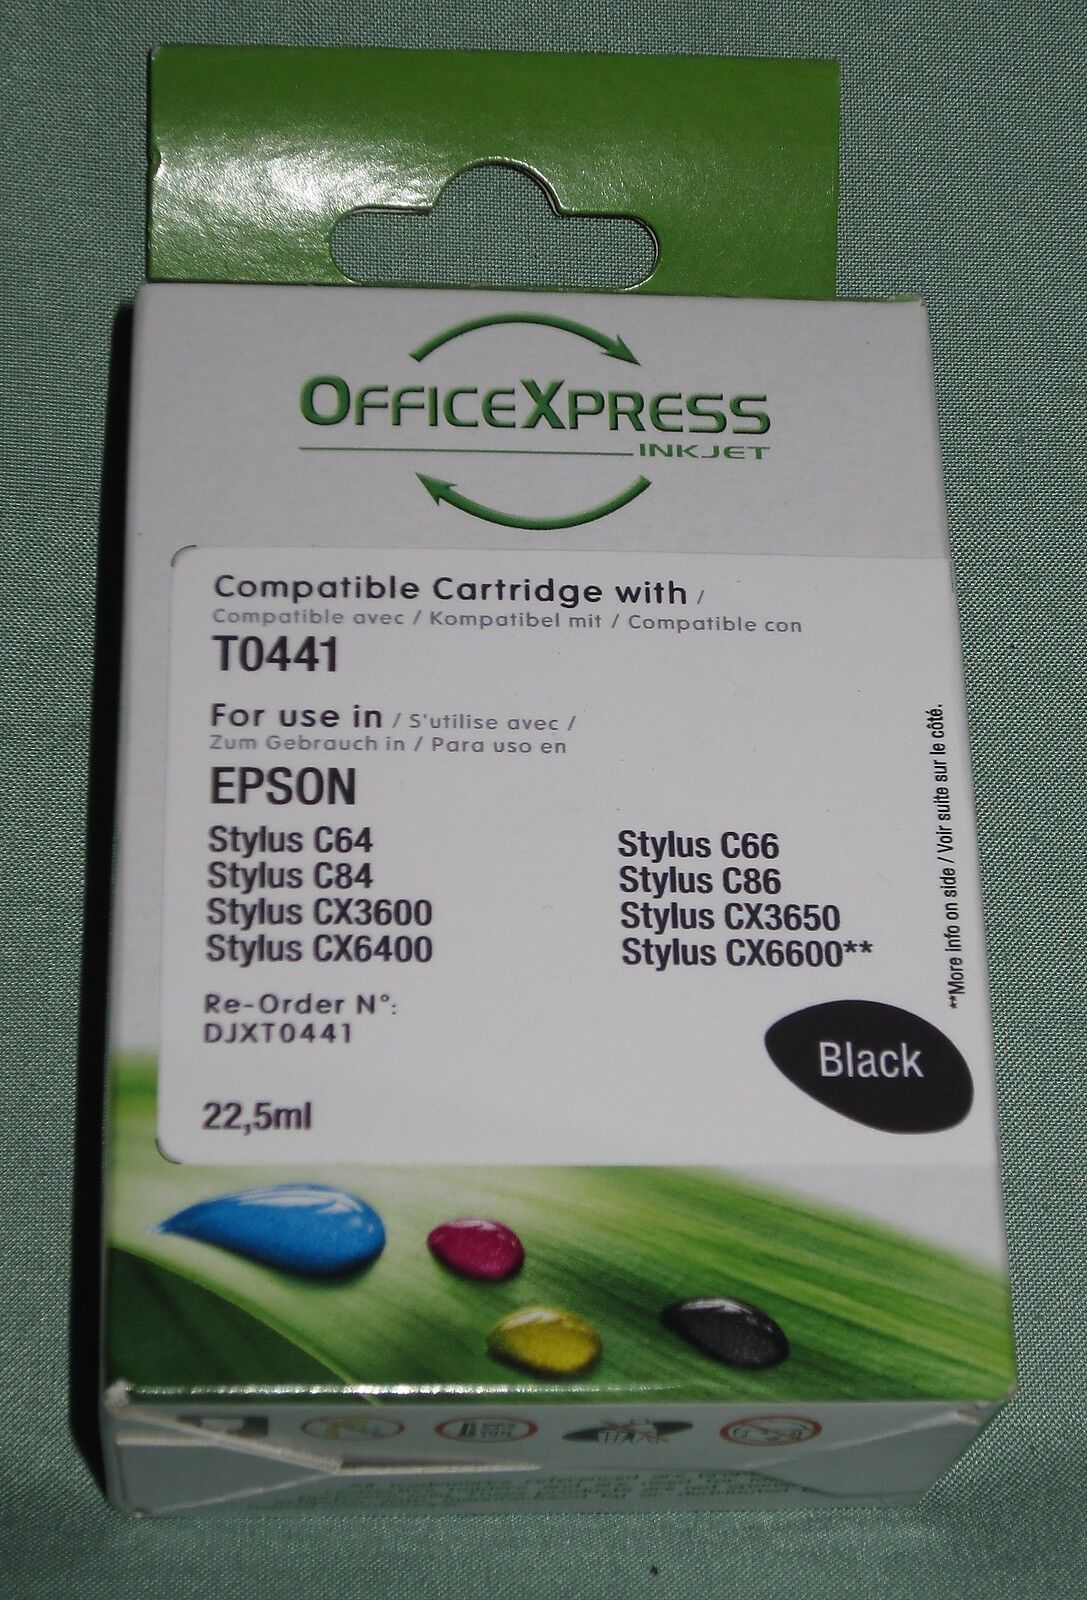 OFFICEXPRESS
INKJET
Compatible Cartridge with /
Compatible avec / Kompatibel mit / Compatible con
T0441
For use in / S'utilise avec /
Zum Gebrauch in / Para uso en
EPSON
Stylus C64
Stylus C84
Stylus CX3600
Stylus CX6400
Stylus C66
Stylus C86
Stylus CX3650
Stylus CX6600**
**More info on side / Voir suite sur le côté.
Re-Order N°:
DJXT0441
22,5ml
Black